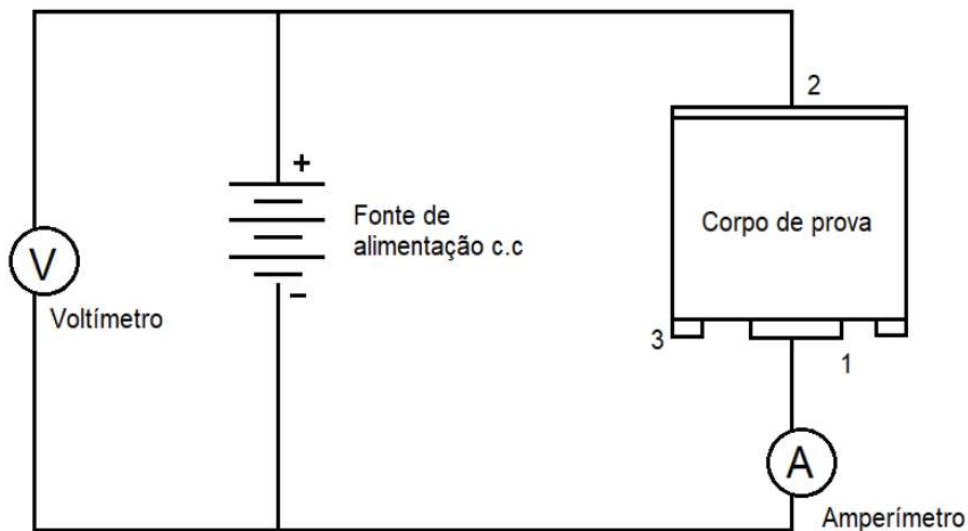 2
+
Fonte de
alimentação c.c
Corpo de prova
V
–
Voltímetro
3
1
A
Amperímetro